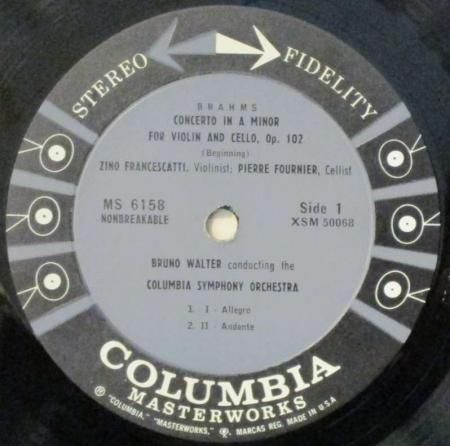 STEREO FIDELITY
BRAHMS
CONCERTO IN A MINOR
FOR VIOLIN AND CELLO, Op. 102
(Beginning)
ZINO FRANCESCATTI, Violinist; PIERRE FOURNIER, Cellist
MS 6158
NONBREAKABLE
Side 1
XSM 50068
BRUNO WALTER conducting the
COLUMBIA SYMPHONY ORCHESTRA
1. I - Allegro
2. II - Andante
COLUMBIA
MASTERWORKS
® "COLUMBIA," "MASTERWORKS," MARCAS REG. MADE IN U.S.A